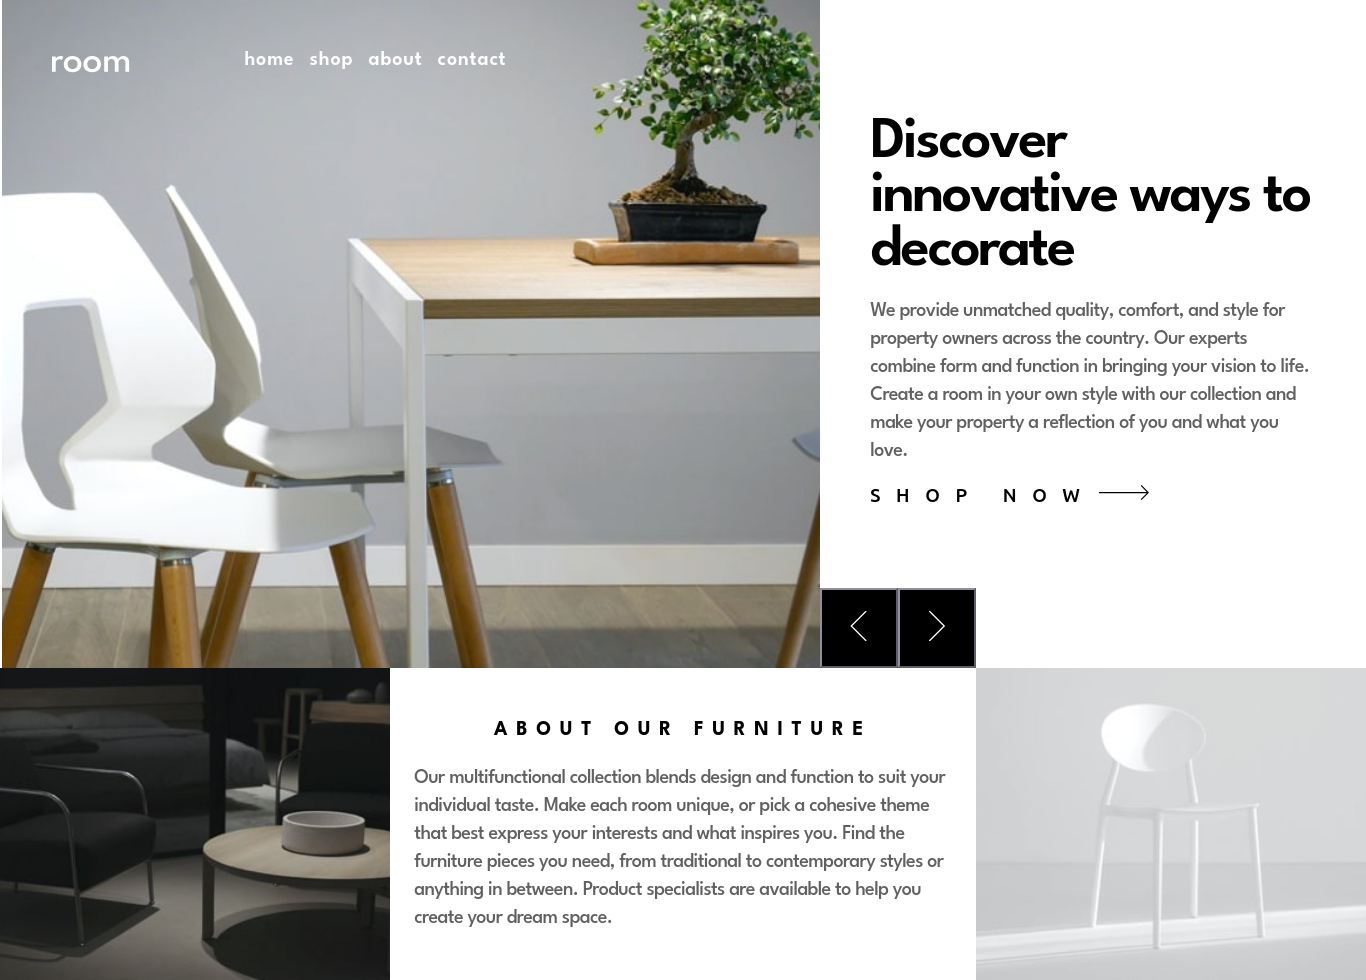 room
home shop about contact
Discover
innovative ways to
decorate
We provide unmatched quality, comfort, and style for
property owners across the country. Our experts
combine form and function in bringing your vision to life.
Create a room in your own style with our collection and
make your property a reflection of you and what you
love.
SHOP NOW
ABOUT OUR FURNITURE
Our multifunctional collection blends design and function to suit your
individual taste. Make each room unique, or pick a cohesive theme
that best express your interests and what inspires you. Find the
furniture pieces you need, from traditional to contemporary styles or
anything in between. Product specialists are available to help you
create your dream space.